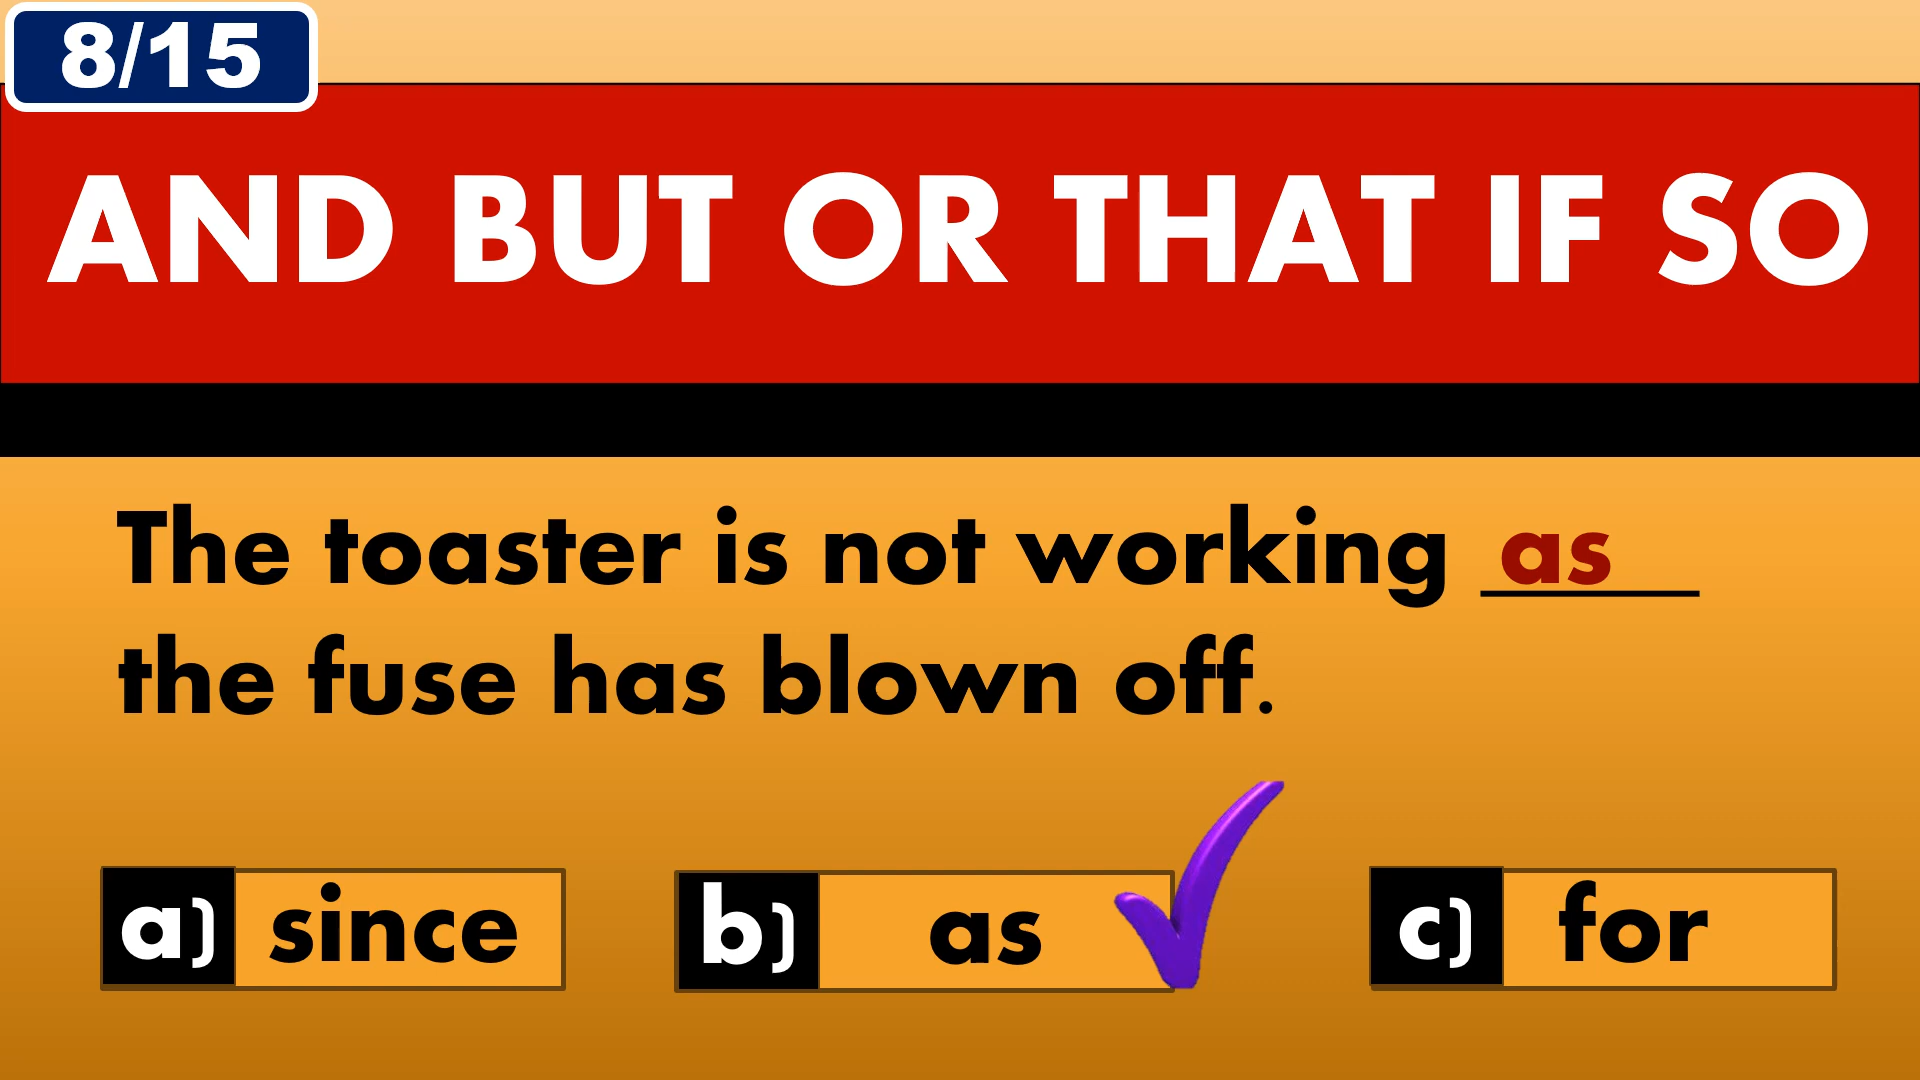 8/15
AND BUT OR THAT IF SO
The toaster is not working as
the fuse has blown off.
a) since
b) as
c) for